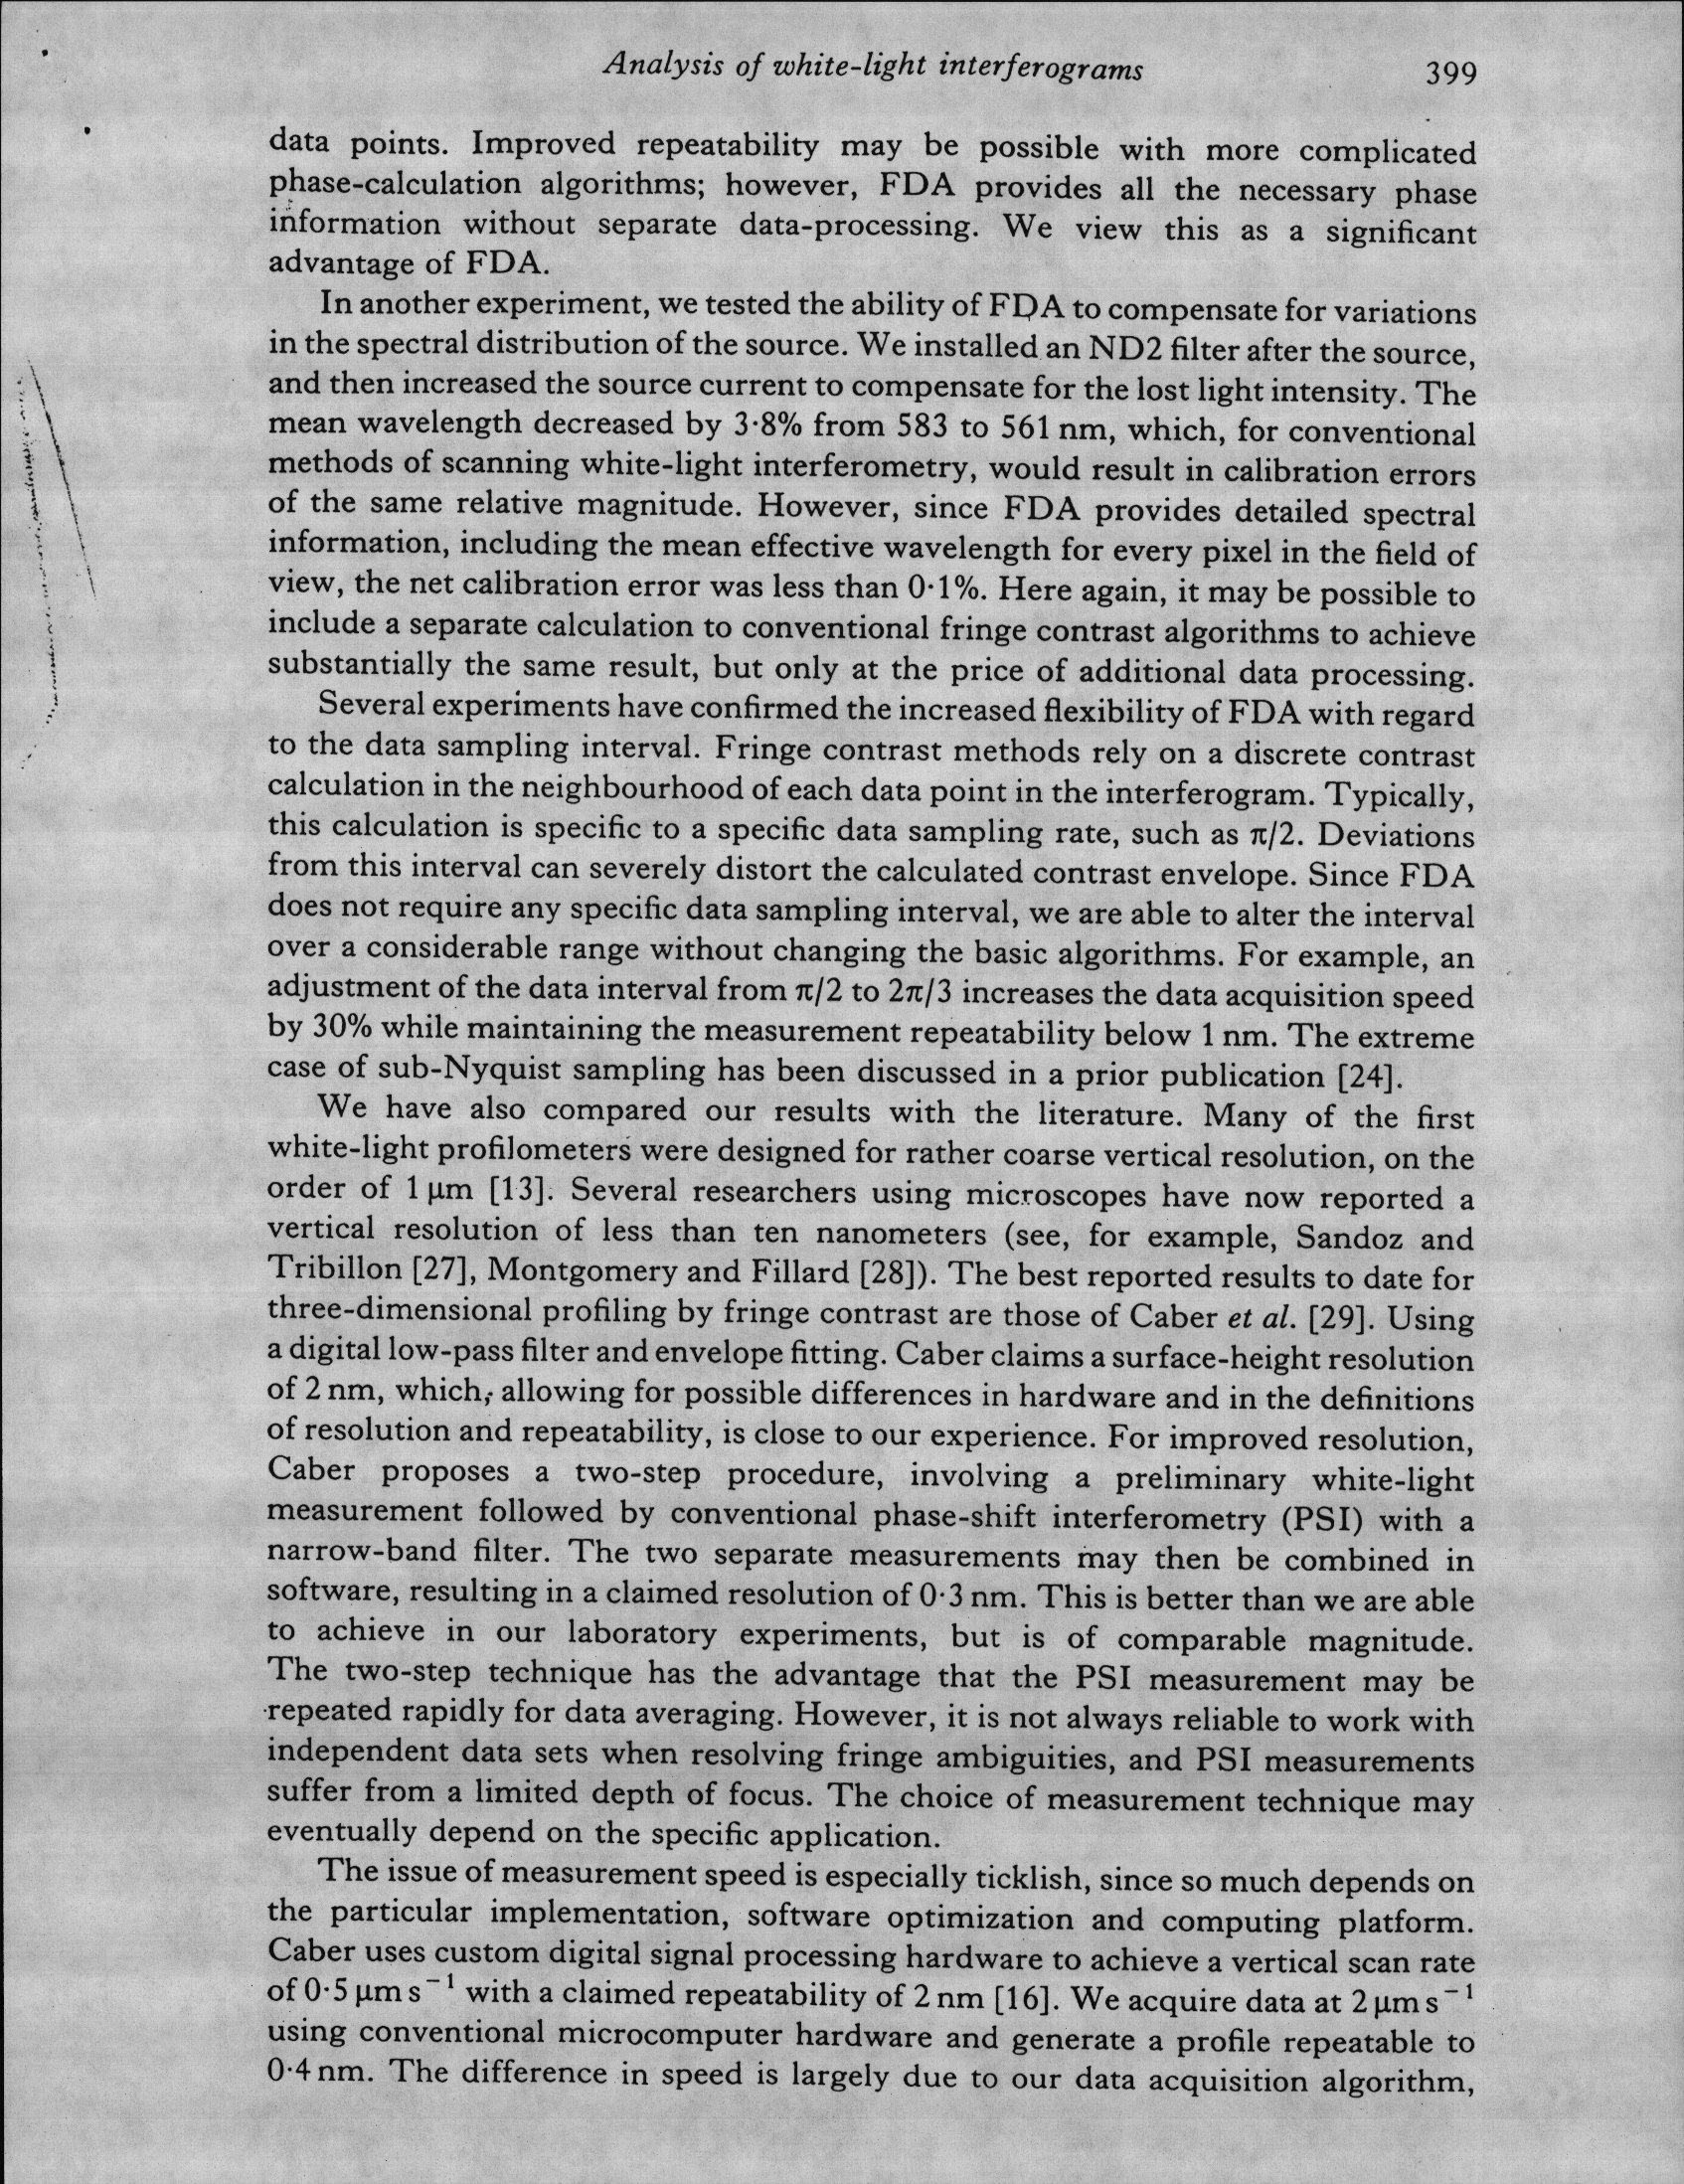 Analysis of white-light interferograms 399
data points. Improved repeatability may be possible with more complicated
phase-calculation algorithms; however, FDA provides all the necessary phase
information without separate data-processing. We view this as a significant
advantage of FDA.
In another experiment, we tested the ability of FDA to compensate for variations
in the spectral distribution of the source. We installed an ND2 filter after the source,
and then increased the source current to compensate for the lost light intensity. The
mean wavelength decreased by 3·8% from 583 to 561 nm, which, for conventional
methods of scanning white-light interferometry, would result in calibration errors
of the same relative magnitude. However, since FDA provides detailed spectral
information, including the mean effective wavelength for every pixel in the field of
view, the net calibration error was less than 0·1%. Here again, it may be possible to
include a separate calculation to conventional fringe contrast algorithms to achieve
substantially the same result, but only at the price of additional data processing.
Several experiments have confirmed the increased flexibility of FDA with regard
to the data sampling interval. Fringe contrast methods rely on a discrete contrast
calculation in the neighbourhood of each data point in the interferogram. Typically,
this calculation is specific to a specific data sampling rate, such as π/2. Deviations
from this interval can severely distort the calculated contrast envelope. Since FDA
does not require any specific data sampling interval, we are able to alter the interval
over a considerable range without changing the basic algorithms. For example, an
adjustment of the data interval from π/2 to 2π/3 increases the data acquisition speed
by 30% while maintaining the measurement repeatability below 1 nm. The extreme
case of sub-Nyquist sampling has been discussed in a prior publication [24].
We have also compared our results with the literature. Many of the first
white-light profilometers were designed for rather coarse vertical resolution, on the
order of 1 μm [13]. Several researchers using microscopes have now reported a
vertical resolution of less than ten nanometers (see, for example, Sandoz and
Tribillon [27], Montgomery and Fillard [28]). The best reported results to date for
three-dimensional profiling by fringe contrast are those of Caber et al. [29]. Using
a digital low-pass filter and envelope fitting. Caber claims a surface-height resolution
of 2 nm, which, allowing for possible differences in hardware and in the definitions
of resolution and repeatability, is close to our experience. For improved resolution,
Caber proposes a two-step procedure, involving a preliminary white-light
measurement followed by conventional phase-shift interferometry (PSI) with a
narrow-band filter. The two separate measurements may then be combined in
software, resulting in a claimed resolution of 0·3 nm. This is better than we are able
to achieve in our laboratory experiments, but is of comparable magnitude.
The two-step technique has the advantage that the PSI measurement may be
repeated rapidly for data averaging. However, it is not always reliable to work with
independent data sets when resolving fringe ambiguities, and PSI measurements
suffer from a limited depth of focus. The choice of measurement technique may
eventually depend on the specific application.
The issue of measurement speed is especially ticklish, since so much depends on
the particular implementation, software optimization and computing platform.
Caber uses custom digital signal processing hardware to achieve a vertical scan rate
of 0·5 μm s⁻¹ with a claimed repeatability of 2 nm [16]. We acquire data at 2 μm s⁻¹
using conventional microcomputer hardware and generate a profile repeatable to
0·4 nm. The difference in speed is largely due to our data acquisition algorithm,